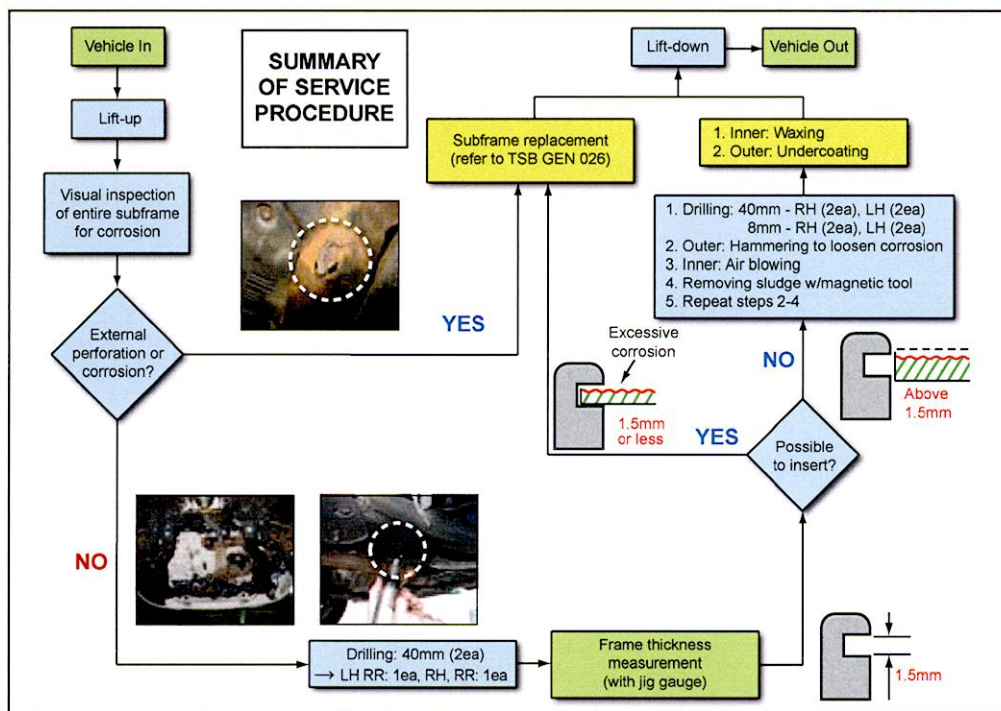 Vehicle In
Lift-up
Visual inspection
of entire subframe
for corrosion
External
perforation or
corrosion?
SUMMARY
OF SERVICE
PROCEDURE
YES
NO
Drilling: 40mm (2ea)
→ LH RR: 1ea, RH, RR: 1ea
Frame thickness
measurement
(with jig gauge)
1.5mm
Possible
to insert?
YES
Excessive
corrosion
1.5mm
or less
NO
Above
1.5mm
Subframe replacement
(refer to TSB GEN 026)
1. Drilling: 40mm - RH (2ea), LH (2ea)
8mm - RH (2ea), LH (2ea)
2. Outer: Hammering to loosen corrosion
3. Inner: Air blowing
4. Removing sludge w/magnetic tool
5. Repeat steps 2-4
1. Inner: Waxing
2. Outer: Undercoating
Lift-down
Vehicle Out